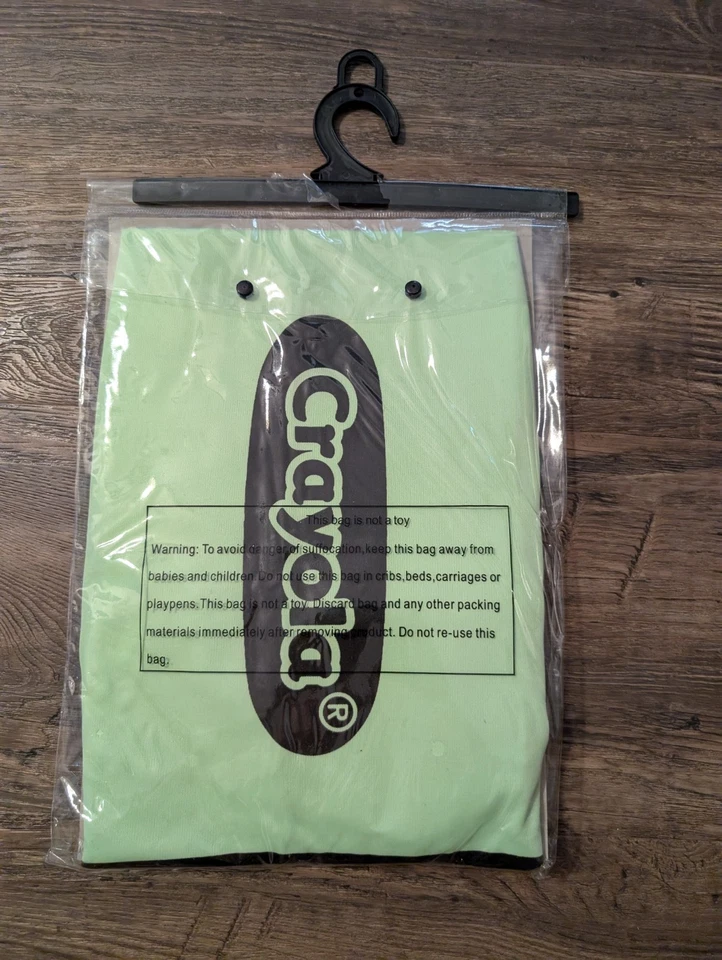 Crayola®
This bag is not a toy
Warning: To avoid danger of suffocation,keep this bag away from
babies and children.Do not use this bag in cribs,beds,carriages or
playpens.This bag is not a toy. Discard bag and any other packing
materials immediately after removing product. Do not re-use this
bag.